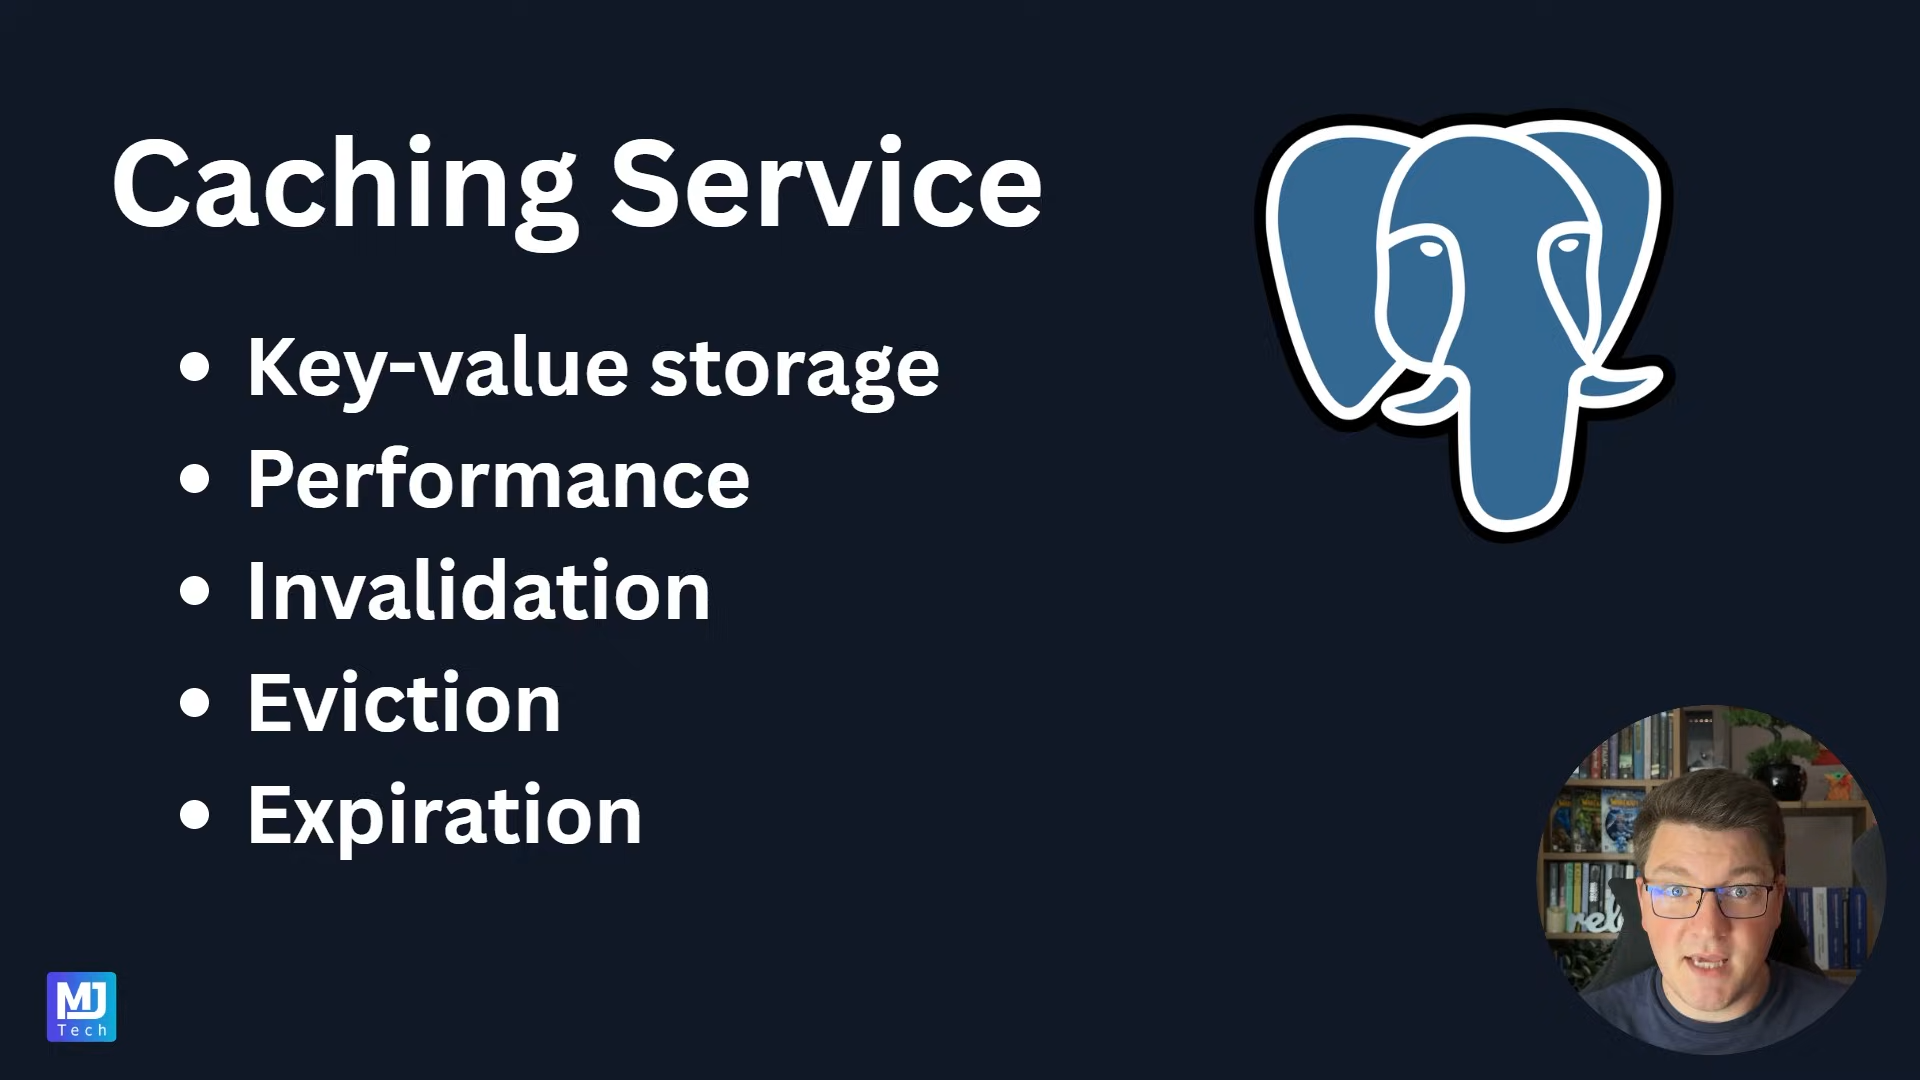 Caching Service
Key-value storage
Performance
Invalidation
Eviction
Expiration
MJ
Tech